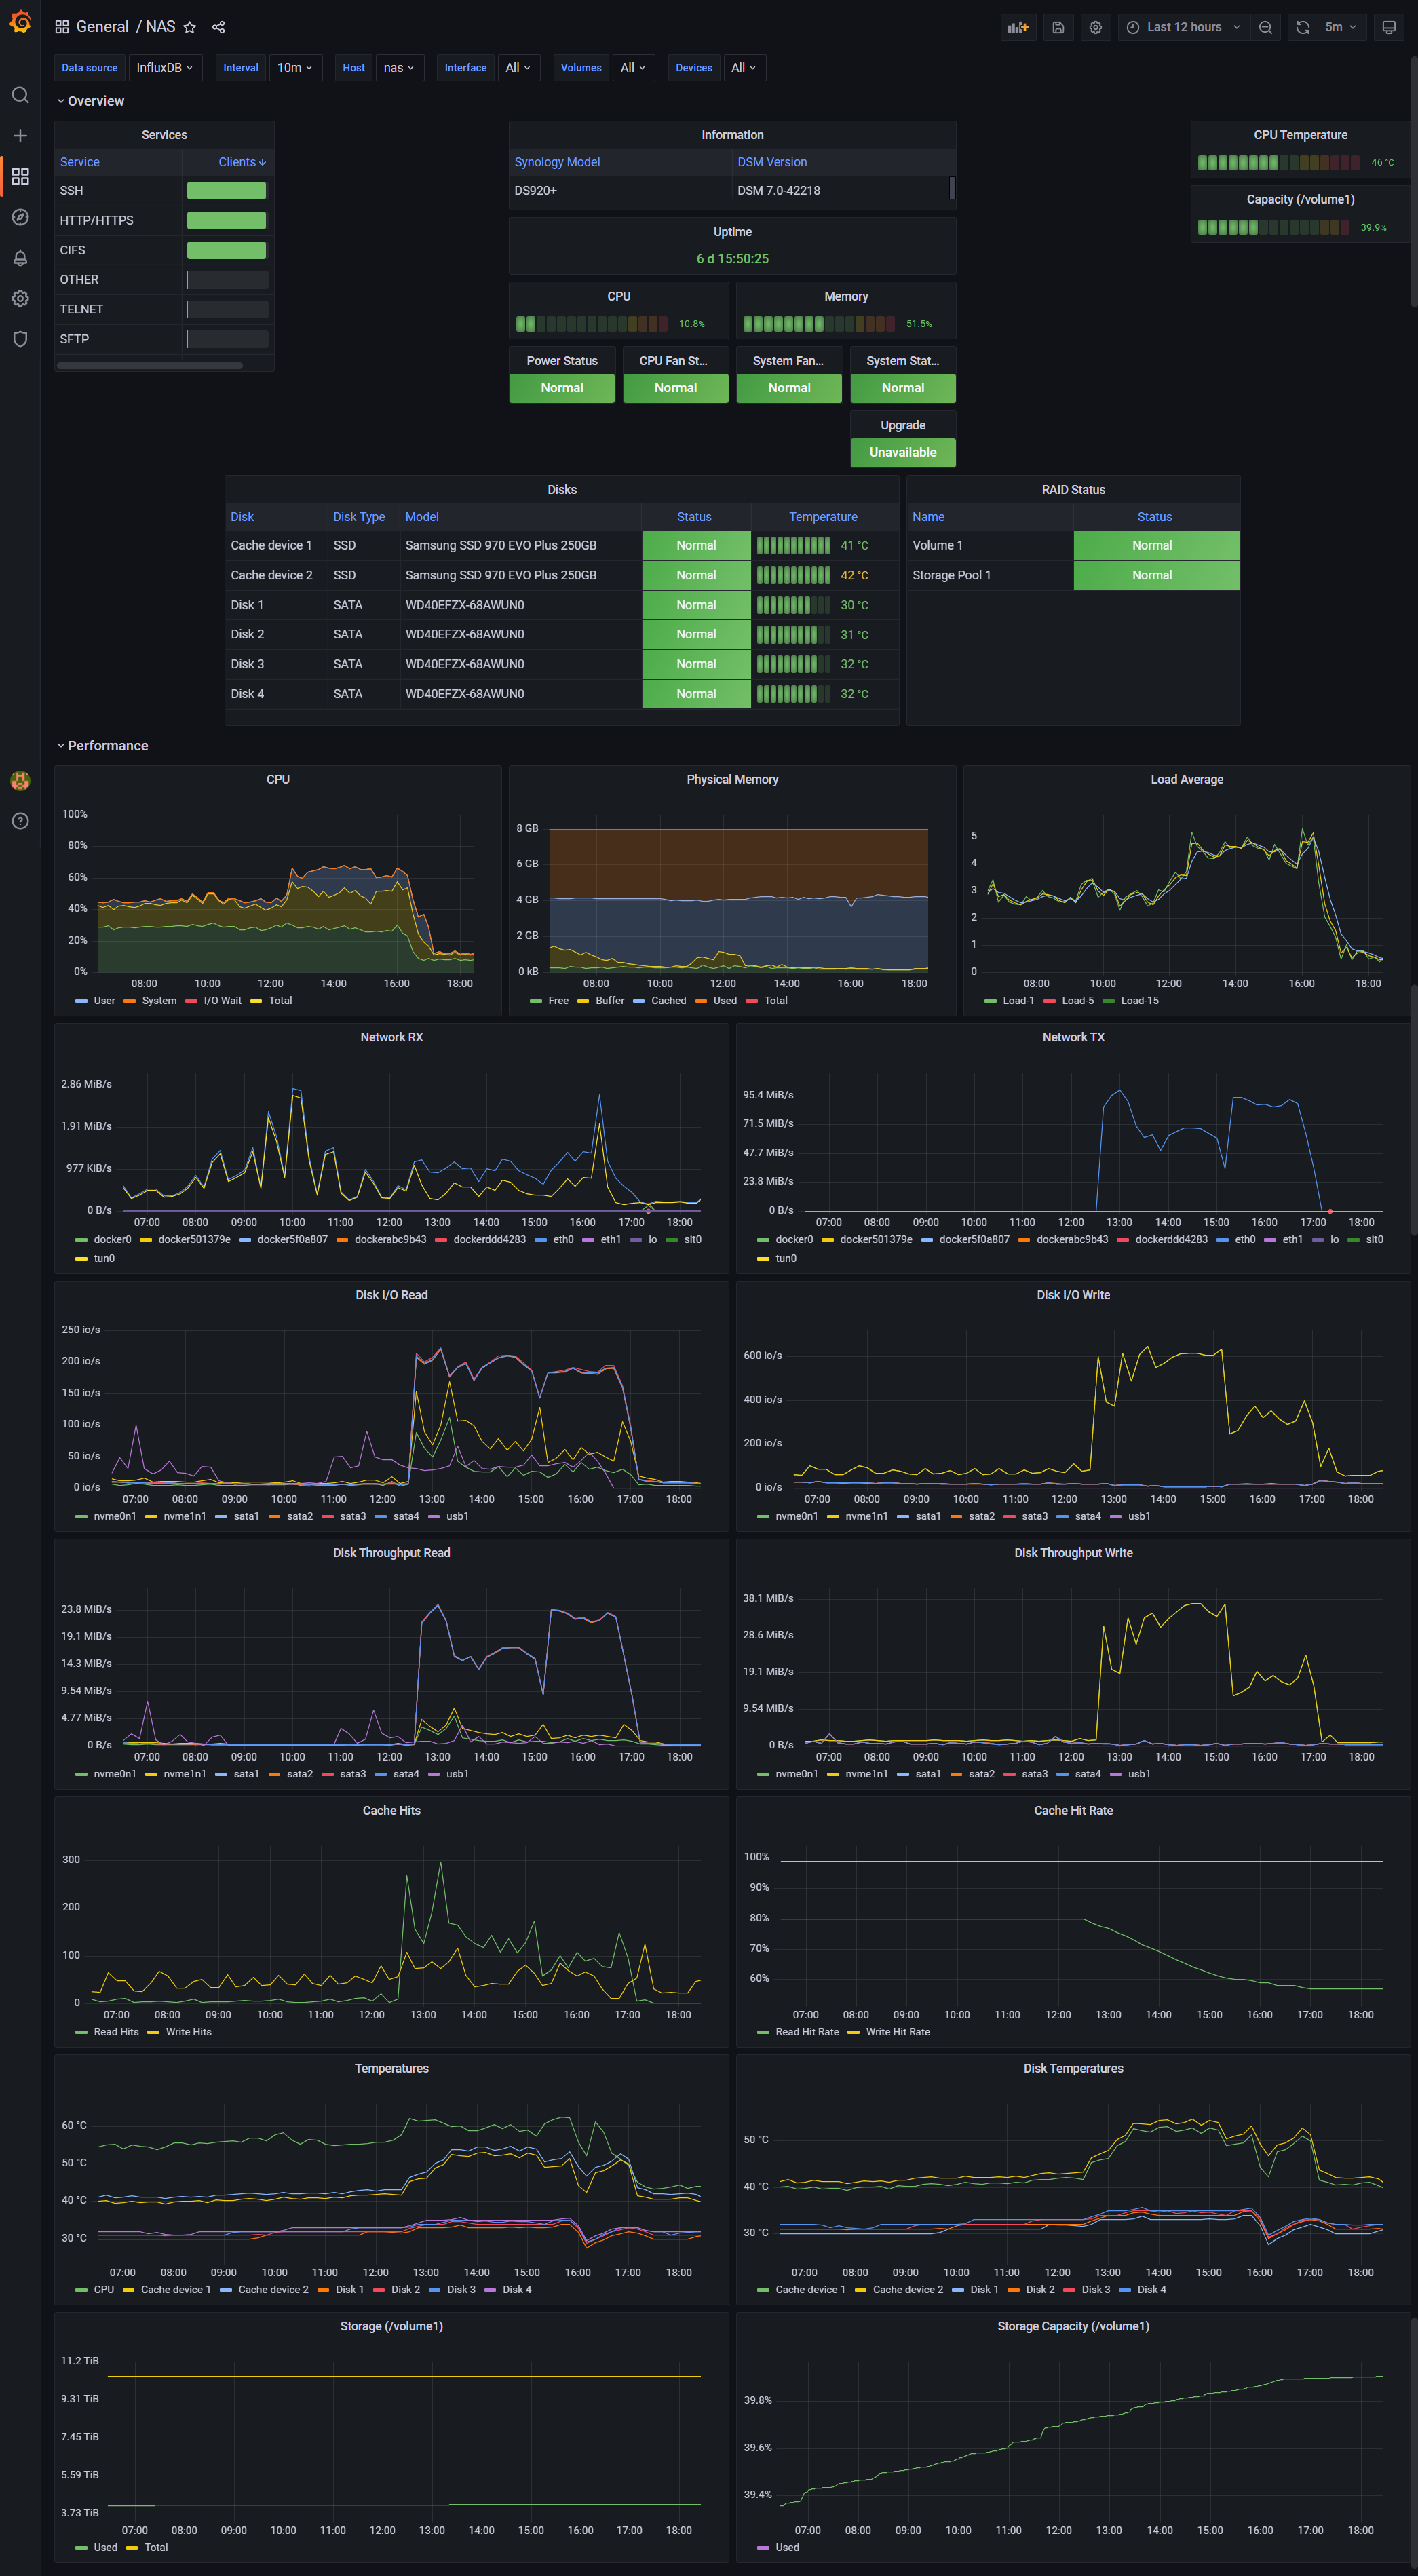 General / NAS
Last 12 hours
5m
Data source InfluxDB Interval 10m Host nas Interface All Volumes All Devices All
Overview
Services
Service Clients
SSH
HTTP/HTTPS
CIFS
OTHER
TELNET
SFTP
Information
Synology Model DSM Version
DS920+ DSM 7.0-42218
Uptime
6 d 15:50:25
CPU
10.8%
Memory
51.5%
Power Status
Normal
CPU Fan St...
Normal
System Fan...
Normal
System Stat...
Normal
Upgrade
Unavailable
CPU Temperature
46 °C
Capacity (/volume1)
39.9%
Disks
Disk Disk Type Model Status Temperature
Cache device 1 SSD Samsung SSD 970 EVO Plus 250GB Normal 41 °C
Cache device 2 SSD Samsung SSD 970 EVO Plus 250GB Normal 42 °C
Disk 1 SATA WD40EFZX-68AWUN0 Normal 30 °C
Disk 2 SATA WD40EFZX-68AWUN0 Normal 31 °C
Disk 3 SATA WD40EFZX-68AWUN0 Normal 32 °C
Disk 4 SATA WD40EFZX-68AWUN0 Normal 32 °C
RAID Status
Name Status
Volume 1 Normal
Storage Pool 1 Normal
Performance
CPU
100%
80%
60%
40%
20%
0%
08:00 10:00 12:00 14:00 16:00 18:00
User System I/O Wait Total
Physical Memory
8 GB
6 GB
4 GB
2 GB
0 kB
08:00 10:00 12:00 14:00 16:00 18:00
Free Buffer Cached Used Total
Load Average
5
4
3
2
1
0
08:00 10:00 12:00 14:00 16:00 18:00
Load-1 Load-5 Load-15
Network RX
2.86 MiB/s
1.91 MiB/s
977 KiB/s
0 B/s
07:00 08:00 09:00 10:00 11:00 12:00 13:00 14:00 15:00 16:00 17:00 18:00
docker0 docker501379e docker5f0a807 dockerabc9b43 dockerddd4283 eth0 eth1 lo sit0
tun0
Network TX
95.4 MiB/s
71.5 MiB/s
47.7 MiB/s
23.8 MiB/s
0 B/s
07:00 08:00 09:00 10:00 11:00 12:00 13:00 14:00 15:00 16:00 17:00 18:00
docker0 docker501379e docker5f0a807 dockerabc9b43 dockerddd4283 eth0 eth1 lo sit0
tun0
Disk I/O Read
250 io/s
200 io/s
150 io/s
100 io/s
50 io/s
0 io/s
07:00 08:00 09:00 10:00 11:00 12:00 13:00 14:00 15:00 16:00 17:00 18:00
nvme0n1 nvme1n1 sata1 sata2 sata3 sata4 usb1
Disk I/O Write
600 io/s
400 io/s
200 io/s
0 io/s
07:00 08:00 09:00 10:00 11:00 12:00 13:00 14:00 15:00 16:00 17:00 18:00
nvme0n1 nvme1n1 sata1 sata2 sata3 sata4 usb1
Disk Throughput Read
23.8 MiB/s
19.1 MiB/s
14.3 MiB/s
9.54 MiB/s
4.77 MiB/s
0 B/s
07:00 08:00 09:00 10:00 11:00 12:00 13:00 14:00 15:00 16:00 17:00 18:00
nvme0n1 nvme1n1 sata1 sata2 sata3 sata4 usb1
Disk Throughput Write
38.1 MiB/s
28.6 MiB/s
19.1 MiB/s
9.54 MiB/s
0 B/s
07:00 08:00 09:00 10:00 11:00 12:00 13:00 14:00 15:00 16:00 17:00 18:00
nvme0n1 nvme1n1 sata1 sata2 sata3 sata4 usb1
Cache Hits
300
200
100
0
07:00 08:00 09:00 10:00 11:00 12:00 13:00 14:00 15:00 16:00 17:00 18:00
Read Hits Write Hits
Cache Hit Rate
100%
90%
80%
70%
60%
07:00 08:00 09:00 10:00 11:00 12:00 13:00 14:00 15:00 16:00 17:00 18:00
Read Hit Rate Write Hit Rate
Temperatures
60 °C
50 °C
40 °C
30 °C
07:00 08:00 09:00 10:00 11:00 12:00 13:00 14:00 15:00 16:00 17:00 18:00
CPU Cache device 1 Cache device 2 Disk 1 Disk 2 Disk 3 Disk 4
Disk Temperatures
50 °C
40 °C
30 °C
07:00 08:00 09:00 10:00 11:00 12:00 13:00 14:00 15:00 16:00 17:00 18:00
Cache device 1 Cache device 2 Disk 1 Disk 2 Disk 3 Disk 4
Storage (/volume1)
11.2 TiB
9.31 TiB
7.45 TiB
5.59 TiB
3.73 TiB
07:00 08:00 09:00 10:00 11:00 12:00 13:00 14:00 15:00 16:00 17:00 18:00
Used Total
Storage Capacity (/volume1)
39.8%
39.6%
39.4%
07:00 08:00 09:00 10:00 11:00 12:00 13:00 14:00 15:00 16:00 17:00 18:00
Used